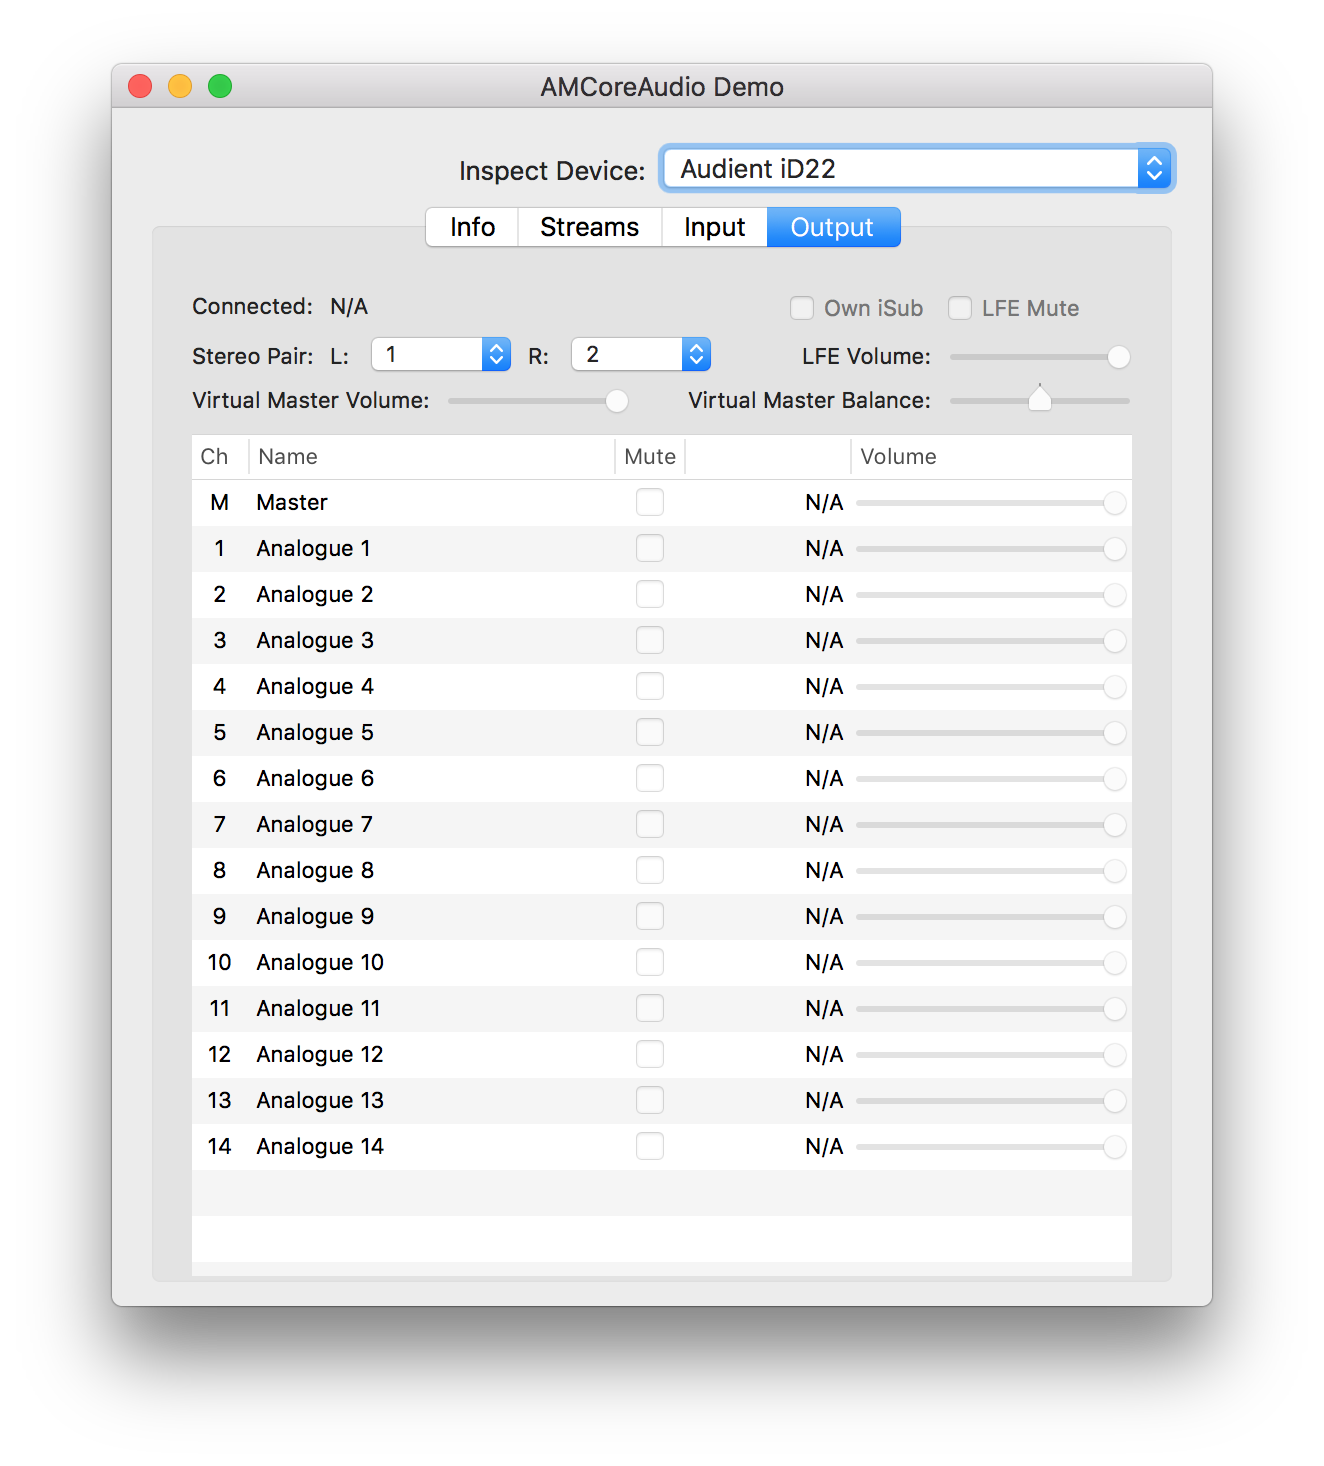 AMCoreAudio Demo
Inspect Device: Audient iD22
Info Streams Input Output
Connected: N/A Own iSub LFE Mute
Stereo Pair: L: 1 R: 2 LFE Volume:
Virtual Master Volume: Virtual Master Balance:
Ch Name Mute Volume
M Master N/A
1 Analogue 1 N/A
2 Analogue 2 N/A
3 Analogue 3 N/A
4 Analogue 4 N/A
5 Analogue 5 N/A
6 Analogue 6 N/A
7 Analogue 7 N/A
8 Analogue 8 N/A
9 Analogue 9 N/A
10 Analogue 10 N/A
11 Analogue 11 N/A
12 Analogue 12 N/A
13 Analogue 13 N/A
14 Analogue 14 N/A